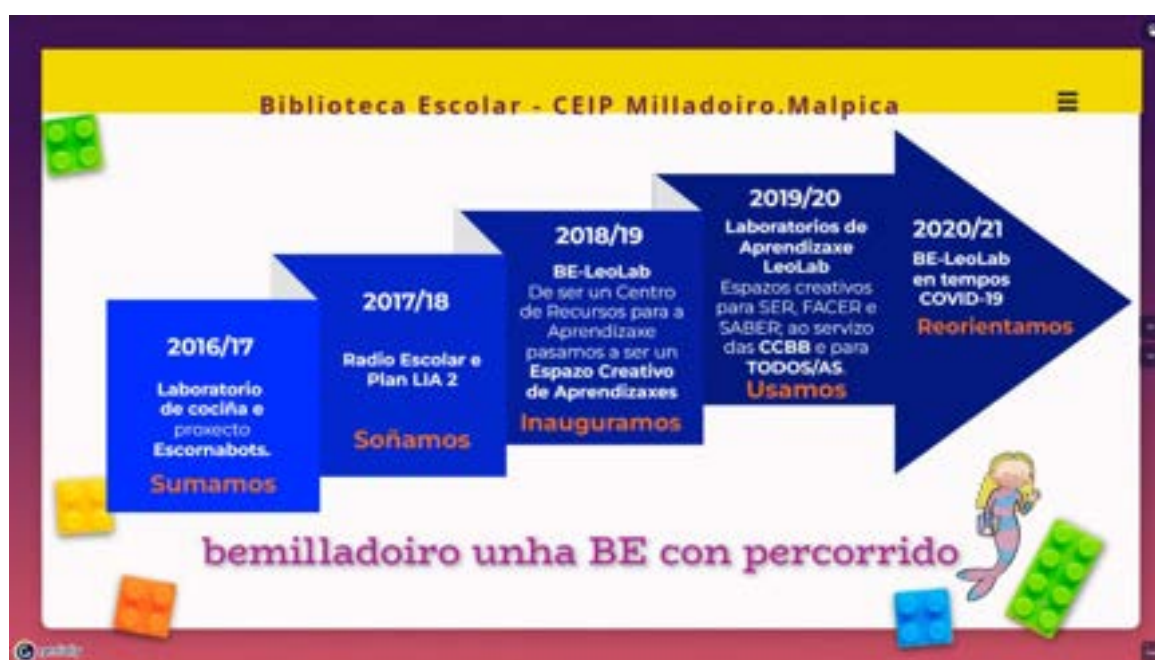 Biblioteca Escolar - CEIP Milladoiro.Malpica
2016/17
Laboratorio
de cociña e
proxecto
Escornabots.
Sumamos
2017/18
Radio Escolar e
Plan LIA 2
Soñamos
2018/19
BE-LeoLab
De ser un Centro
de Recursos para a
Aprendizaxe
pasamos a ser un
Espazo Creativo
de Aprendizaxes
Inauguramos
2019/20
Laboratorios de
Aprendizaxe
LeoLab
Espazos creativos
para SER, FACER e
SABER; ao servizo
das CCBB e para
TODOS/AS
Usamos
2020/21
BE-LeoLab
en tempos
COVID-19
Reorientamos
bemilladoiro unha BE con percorrido